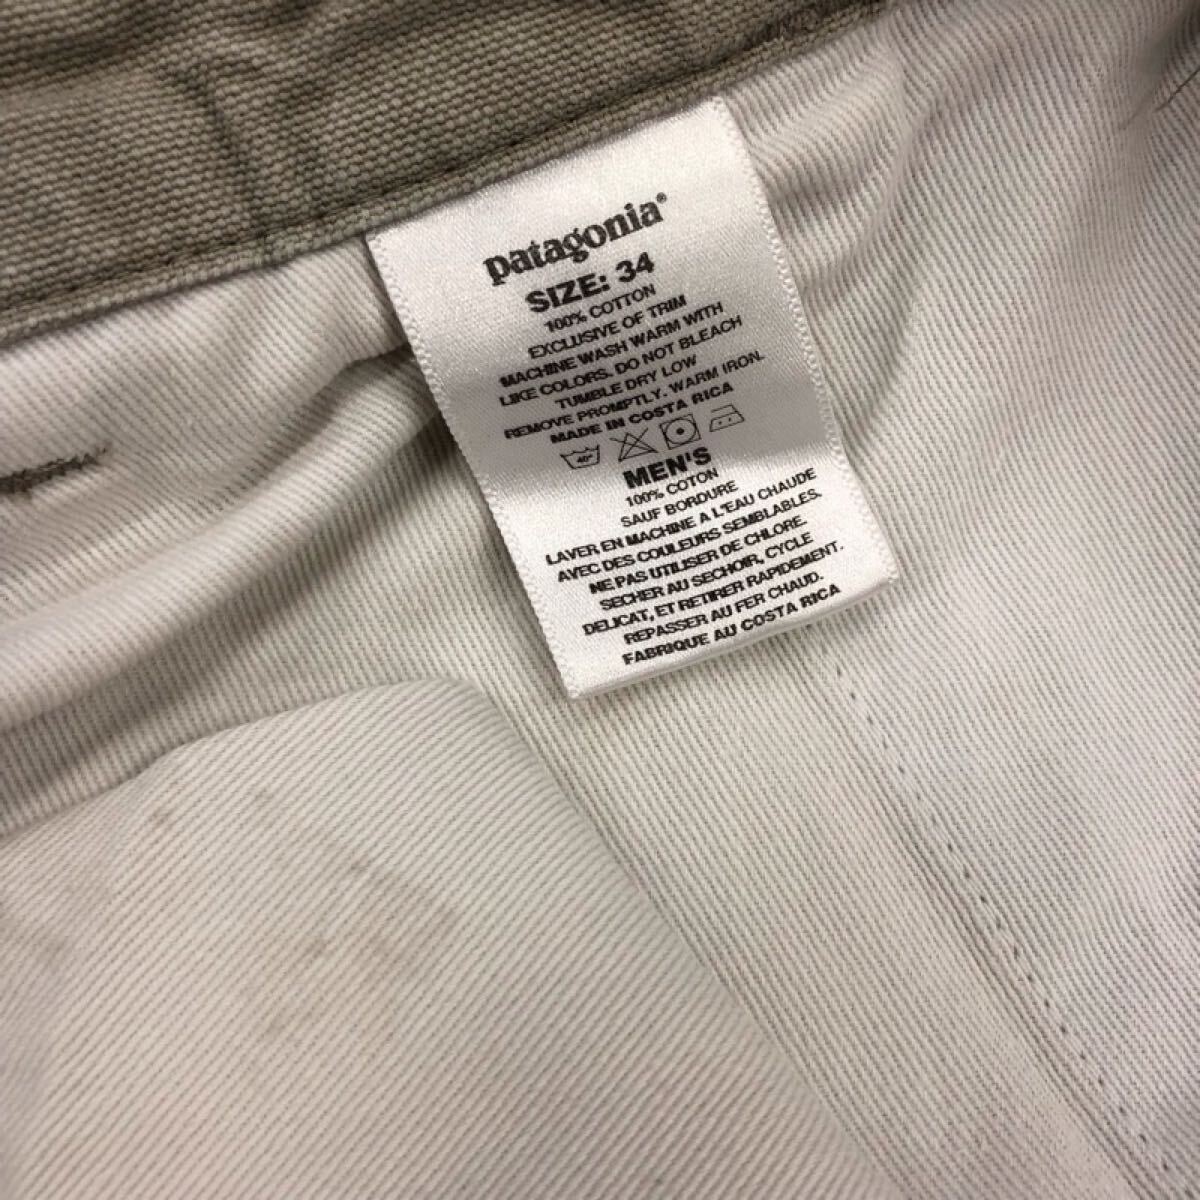 patagonia®
SIZE: 34
100% COTTON
EXCLUSIVE OF TRIM
MACHINE WASH WARM WITH
LIKE COLORS. DO NOT BLEACH
TUMBLE DRY LOW
REMOVE PROMPTLY. WARM IRON.
MADE IN COSTA RICA
40°
MEN'S
100% COTON
SAUF BORDURE
LAVER EN MACHINE A L'EAU CHAUDE
AVEC DES COULEURS SEMBLABLES.
NE PAS UTILISER DE CHLORE.
SECHER AU SECHOIR, CYCLE
DELICAT, ET RETIRER RAPIDEMENT.
REPASSER AU FER CHAUD.
FABRIQUE AU COSTA RICA